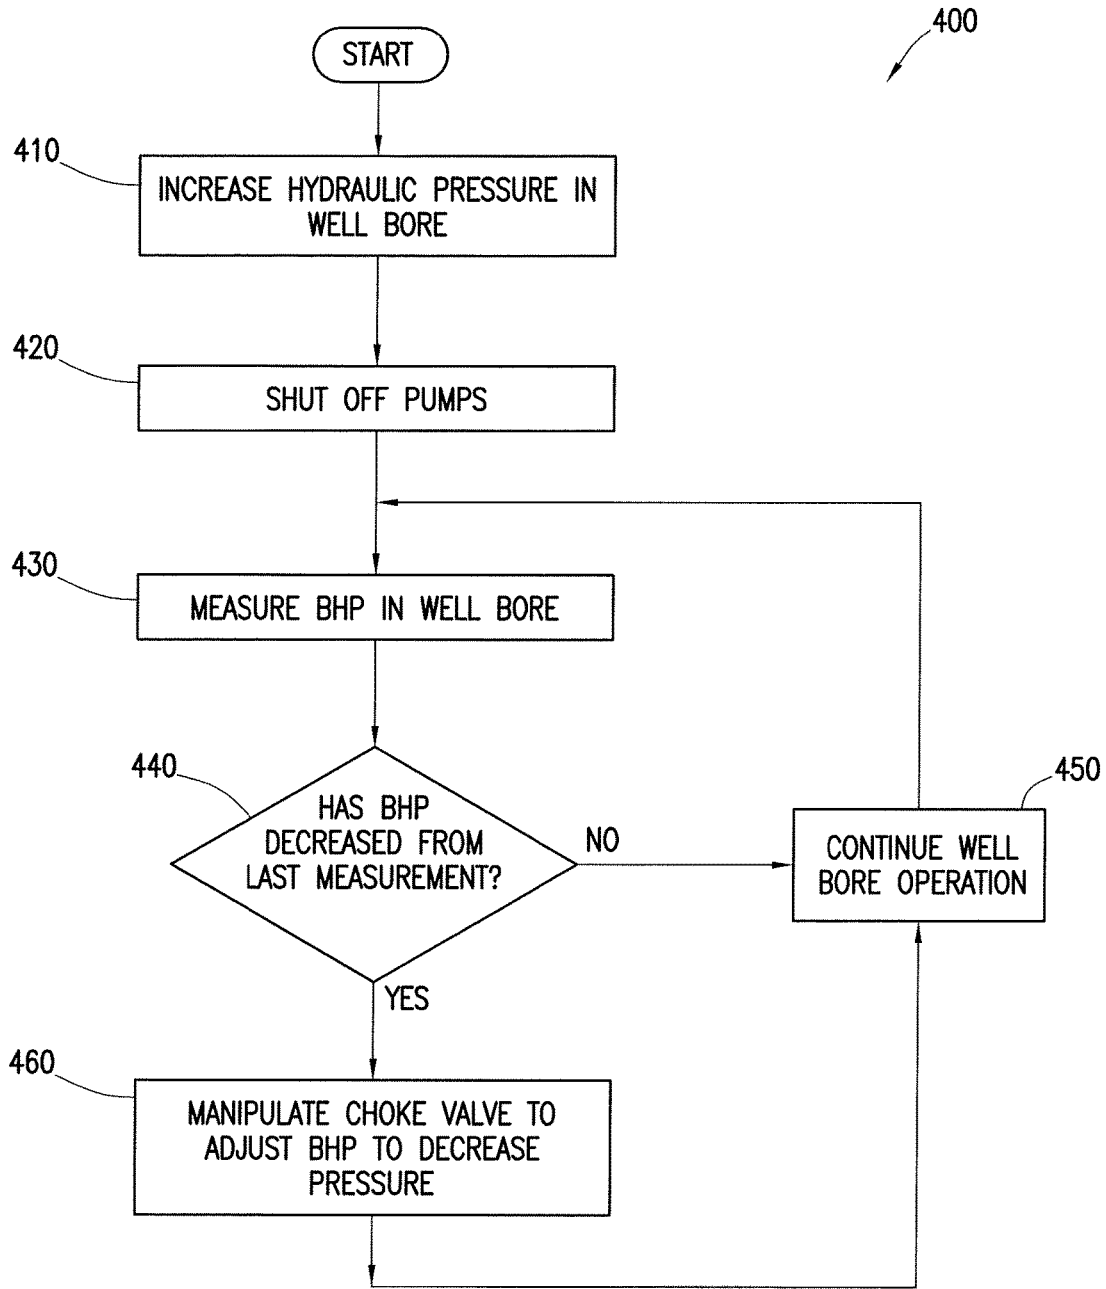 400
START
410
INCREASE HYDRAULIC PRESSURE IN
WELL BORE
420
SHUT OFF PUMPS
430
MEASURE BHP IN WELL BORE
440
HAS BHP
DECREASED FROM
LAST MEASUREMENT?
NO
450
CONTINUE WELL
BORE OPERATION
YES
460
MANIPULATE CHOKE VALVE TO
ADJUST BHP TO DECREASE
PRESSURE